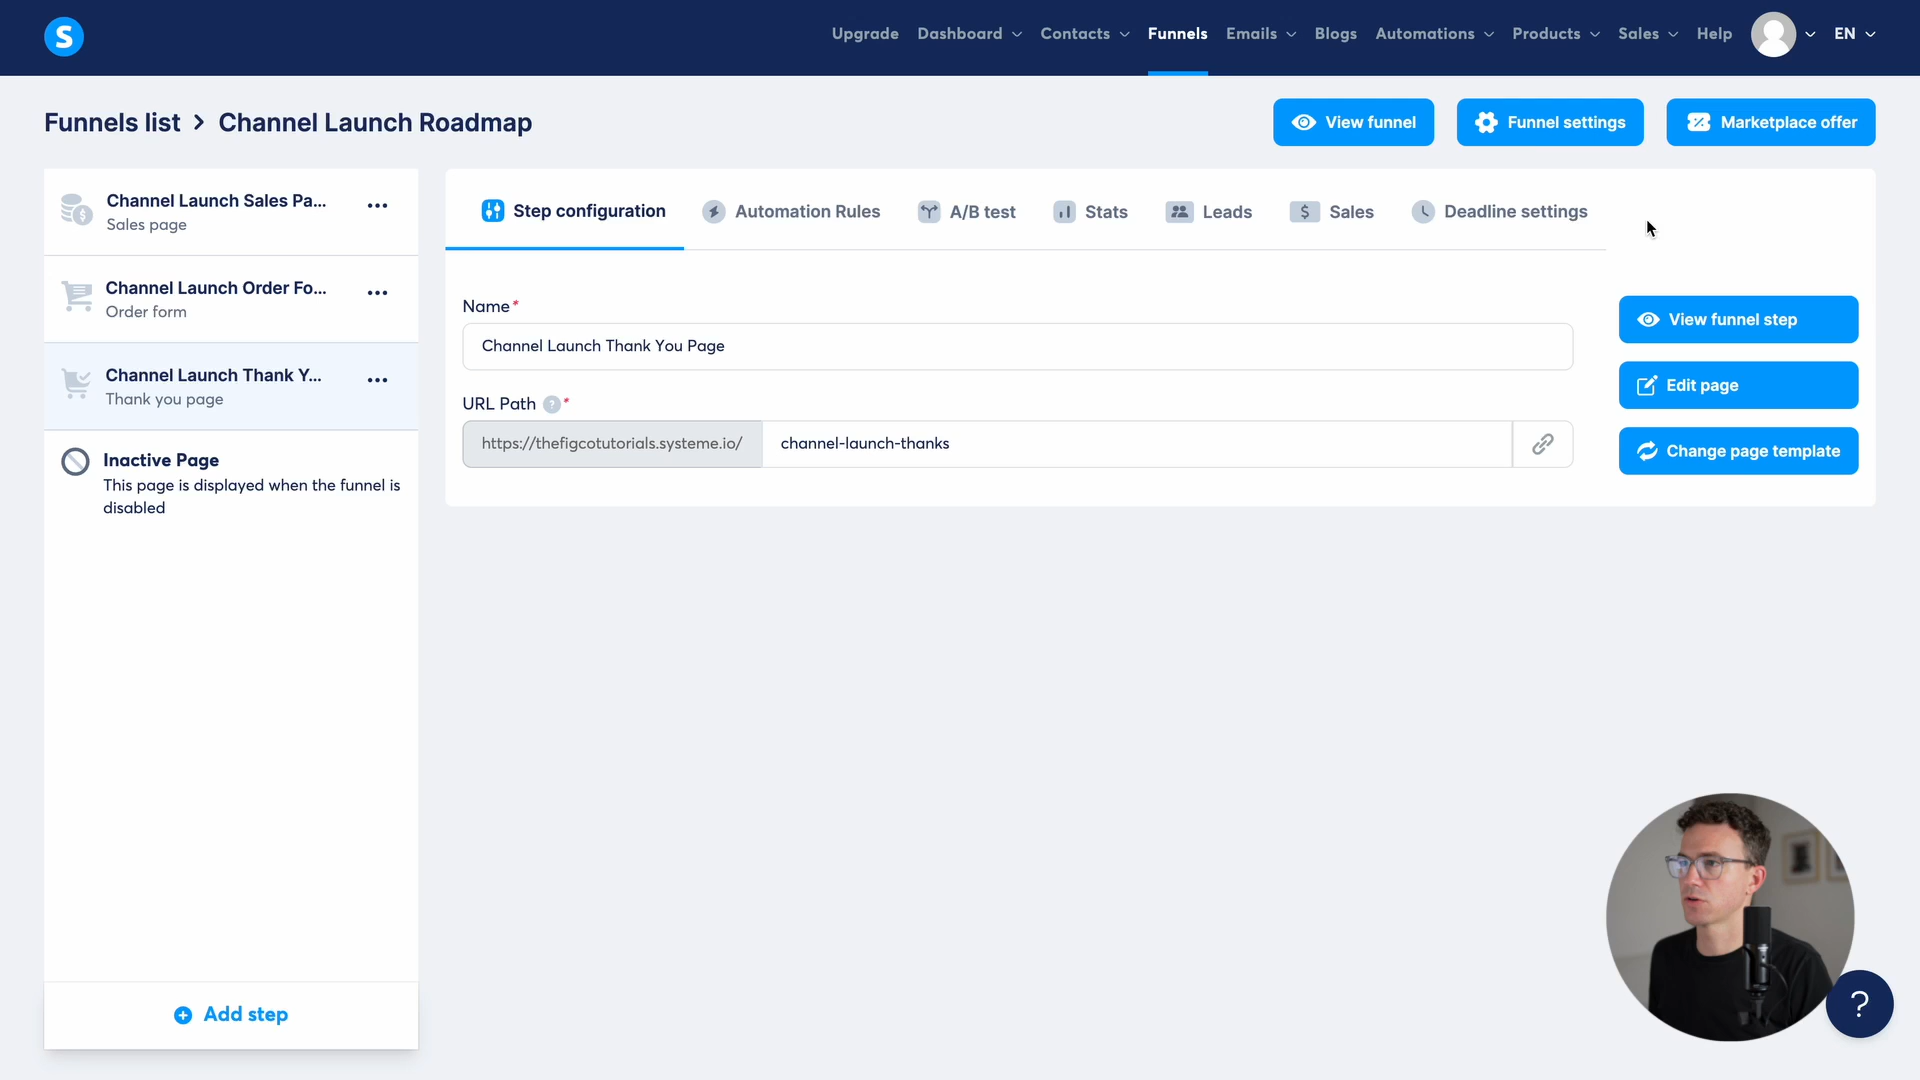 S
Upgrade Dashboard Contacts Funnels Emails Blogs Automations Products Sales Help EN
Funnels list > Channel Launch Roadmap
View funnel
Funnel settings
Marketplace offer
Channel Launch Sales Pa...
Sales page
Channel Launch Order Fo...
Order form
Channel Launch Thank Y...
Thank you page
Inactive Page
This page is displayed when the funnel is
disabled
Add step
Step configuration Automation Rules A/B test Stats Leads $ Sales Deadline settings
Name*
Channel Launch Thank You Page
URL Path ? *
https://thefigcotutorials.systeme.io/ channel-launch-thanks
View funnel step
Edit page
Change page template
?